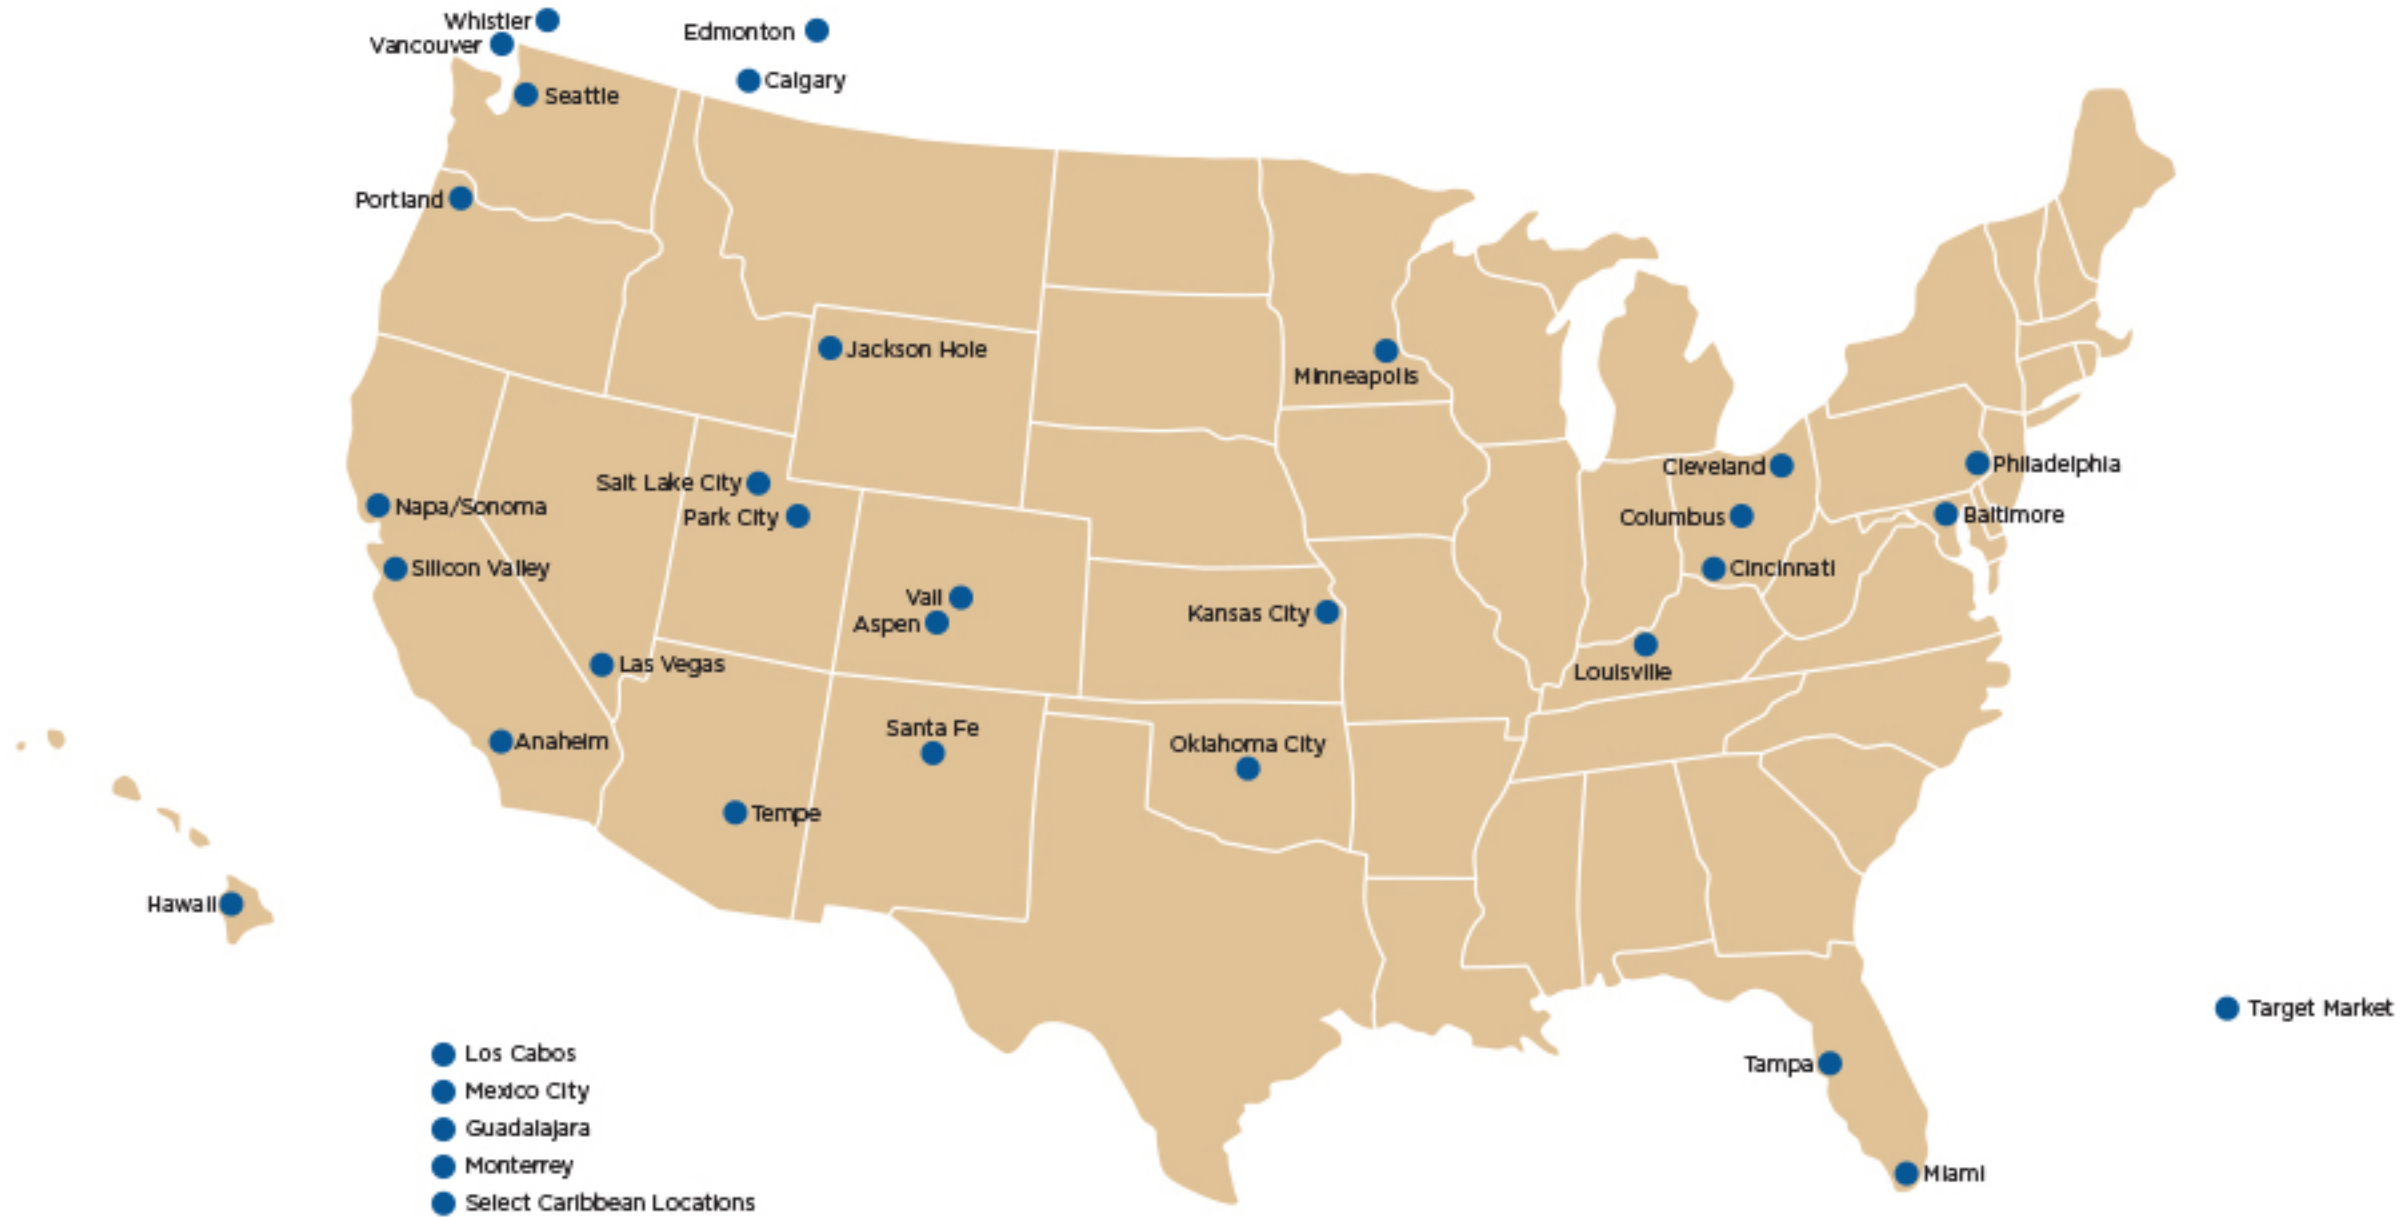 Whistler
Vancouver
Edmonton
Calgary
Seattle
Portland
Jackson Hole
Minneapolis
Salt Lake City
Park City
Cleveland
Philadelphia
Columbus
Baltimore
Napa/Sonoma
Silicon Valley
Cincinnati
Vail
Aspen
Kansas City
Las Vegas
Louisville
Santa Fe
Anaheim
Oklahoma City
Tempe
Hawaii
Target Market
Los Cabos
Mexico City
Guadalajara
Monterrey
Select Caribbean Locations
Tampa
Miami